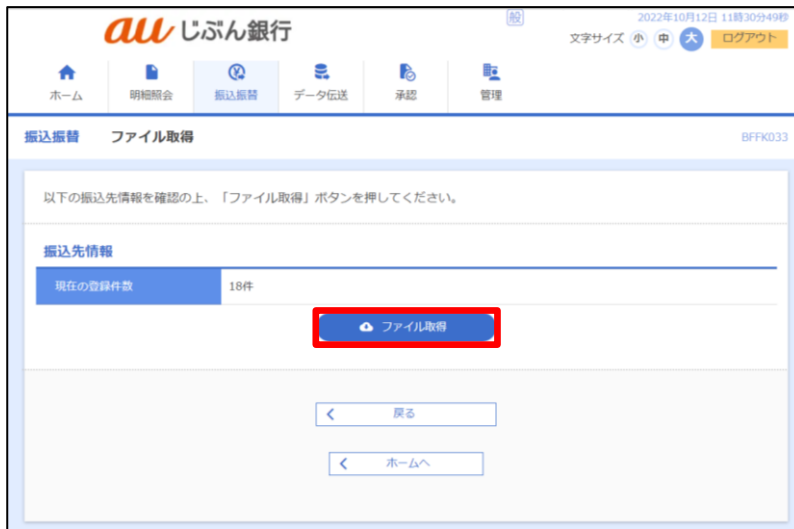 au じぶん銀行
般
2022年10月12日 11時30分49秒
文字サイズ 小 中 大 ログアウト
ホーム 明細照会 振込振替 データ伝送 承認 管理
振込振替 ファイル取得 BFFK033
以下の振込先情報を確認の上、「ファイル取得」ボタンを押してください。
振込先情報
現在の登録件数 18件
ファイル取得
戻る
ホームへ